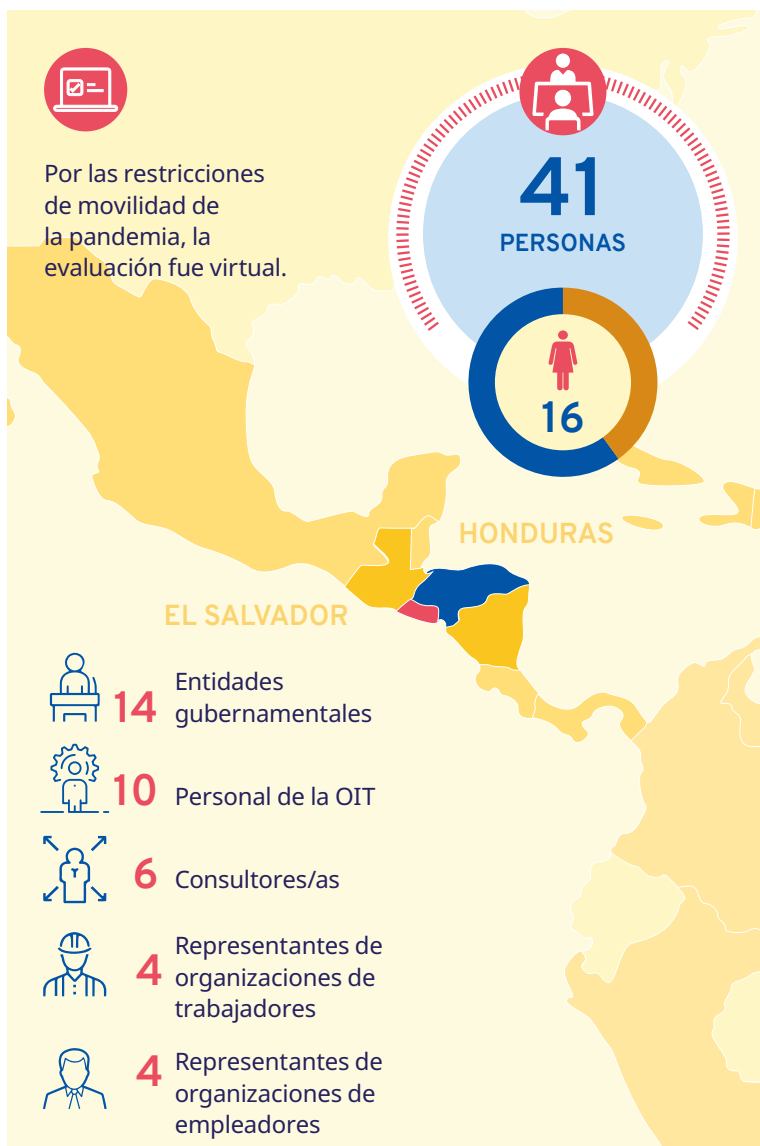 Por las restricciones
de movilidad de
la pandemia, la
evaluación fue virtual.
41
PERSONAS
16
HONDURAS
EL SALVADOR
14 Entidades
gubernamentales
10 Personal de la OIT
6 Consultores/as
4 Representantes de
organizaciones de
trabajadores
4 Representantes de
organizaciones de
empleadores